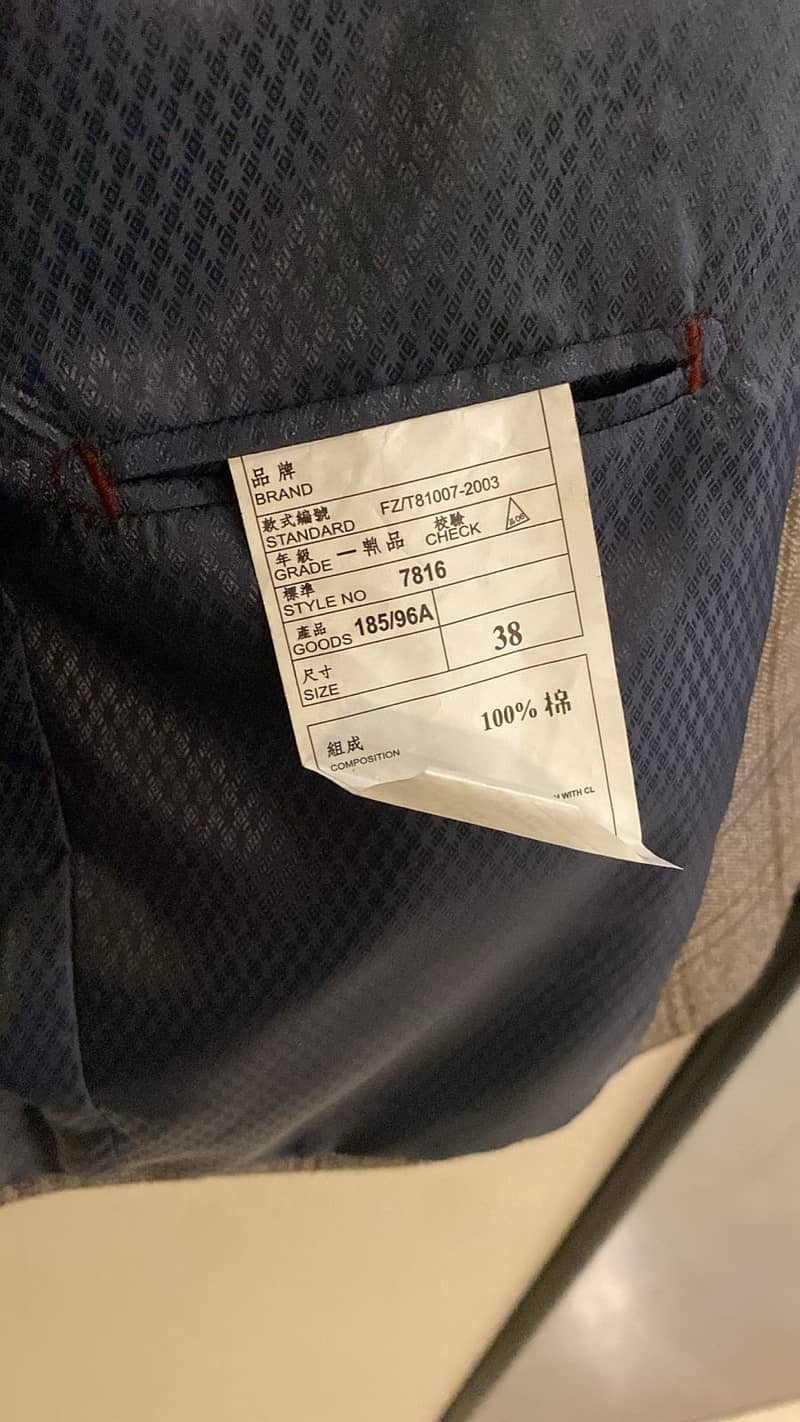 品牌
BRAND
款式編號 FZ/T81007-2003
STANDARD
年級 一 品 校驗
GRADE CHECK
標準 7816
STYLE NO
產品 185/96A
GOODS
尺寸 38
SIZE
組成 100% 棉
COMPOSITION
WITH CL